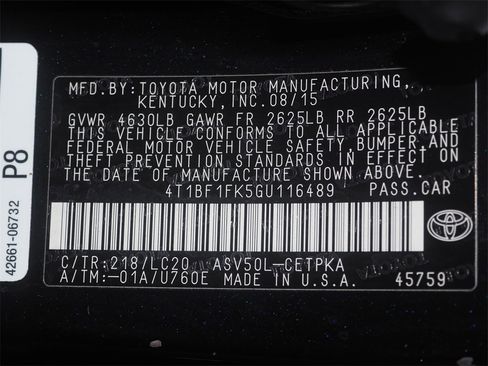 MFD.BY:TOYOTA MOTOR MANUFACTURING,
KENTUCKY,INC.08/15
GVWR 4630LB GAWR FR 2625LB RR 2625LB
THIS VEHICLE CONFORMS TO ALL APPLICABLE
FEDERAL MOTOR VEHICLE SAFETY,BUMPER,AND
THEFT PREVENTION STANDARDS IN EFFECT ON
THE DATE OF MANUFACTURE SHOWN ABOVE.
4T1BF1FK5GU116489 PASS.CAR
C/TR:218/LC20 ASV50L-CETPKA
A/TM:-01A/U760E MADE IN U.S.A. 45759
P8
42661-06732